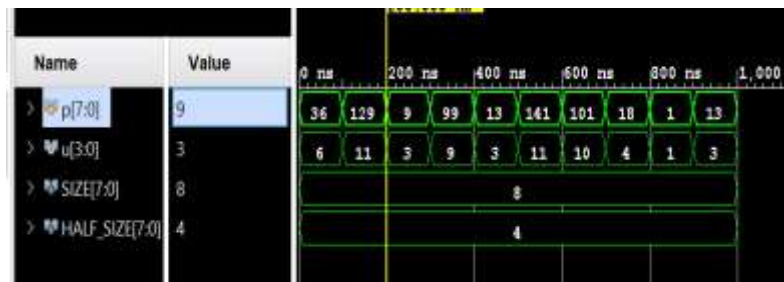 Name Value
0 ns 200 ns 400 ns 600 ns 800 ns 1,000
p[7:0] 9 36 129 9 99 13 141 101 18 1 13
u[3:0] 3 6 11 3 9 3 11 10 4 1 3
SIZE[7:0] 8 8
HALF_SIZE[7:0] 4 4